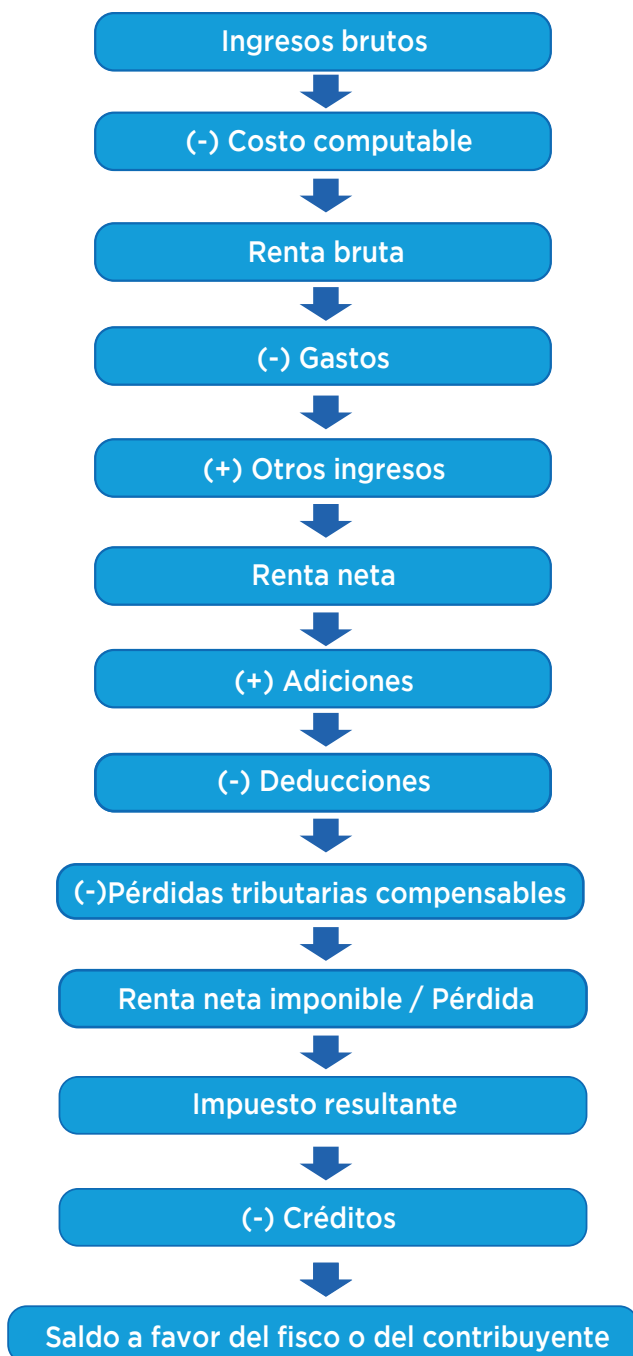 Ingresos brutos
(-) Costo computable
Renta bruta
(-) Gastos
(+) Otros ingresos
Renta neta
(+) Adiciones
(-) Deducciones
(-)Pérdidas tributarias compensables
Renta neta imponible / Pérdida
Impuesto resultante
(-) Créditos
Saldo a favor del fisco o del contribuyente